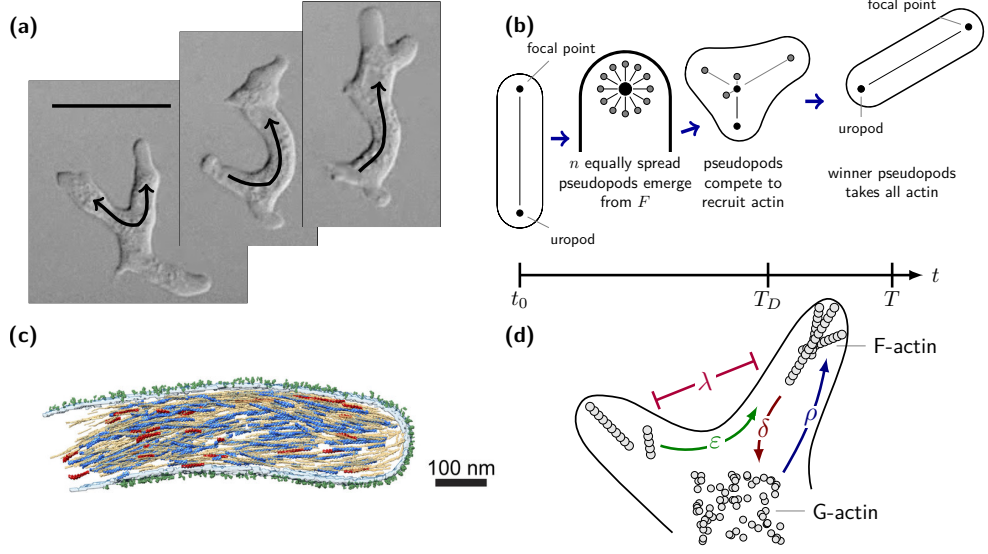 (a)
(b)
focal point
uropod
n equally spread
pseudopods emerge
from F
pseudopods
compete to
recruit actin
focal point
uropod
winner pseudopods
takes all actin
t₀
T_D
T
t
(c)
100 nm
(d)
λ
ε
δ
ρ
F-actin
G-actin